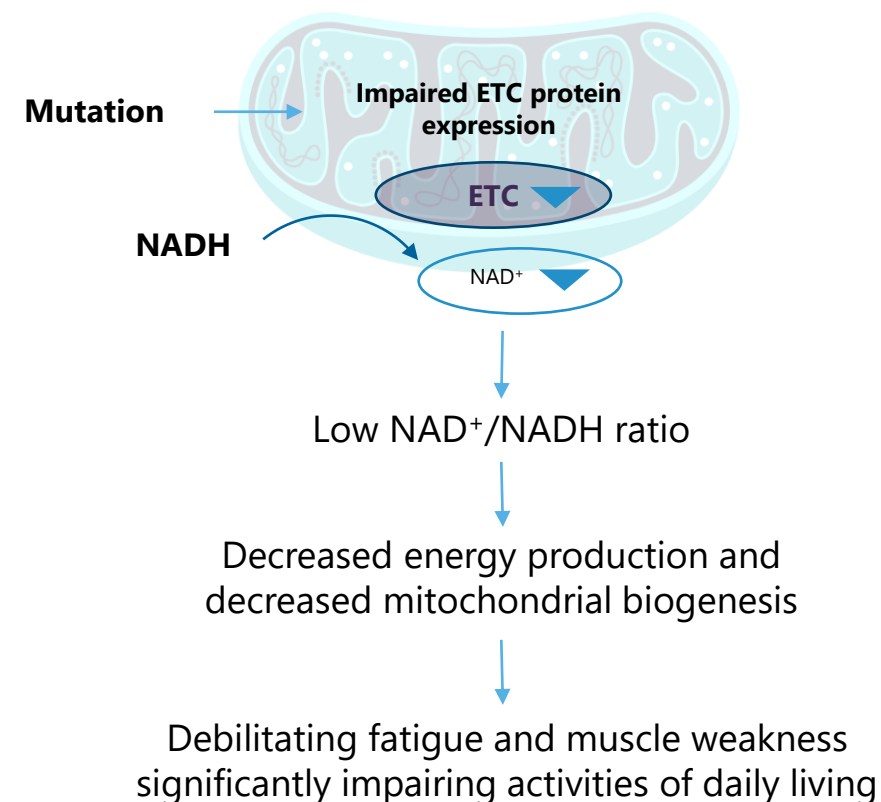 Mutation
Impaired ETC protein
expression
ETC
NADH
NAD⁺
Low NAD⁺/NADH ratio
Decreased energy production and
decreased mitochondrial biogenesis
Debilitating fatigue and muscle weakness
significantly impairing activities of daily living